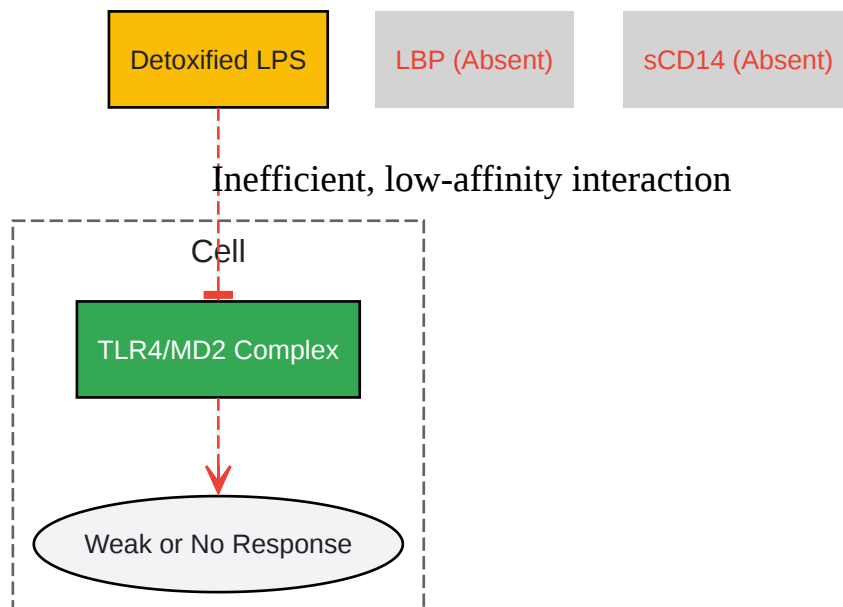 Detoxified LPS
LBP (Absent)
sCD14 (Absent)
Inefficient, low-affinity interaction
Cell
TLR4/MD2 Complex
Weak or No Response